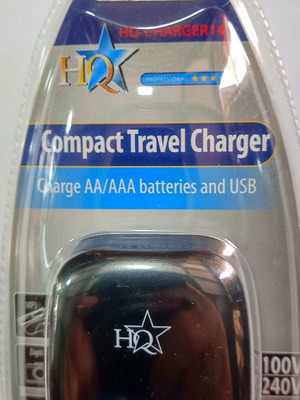 HQ-CHARGER14
HQ
PROFESSIONAL
Compact Travel Charger
Charge AA/AAA batteries and USB
HQ
100V
240V